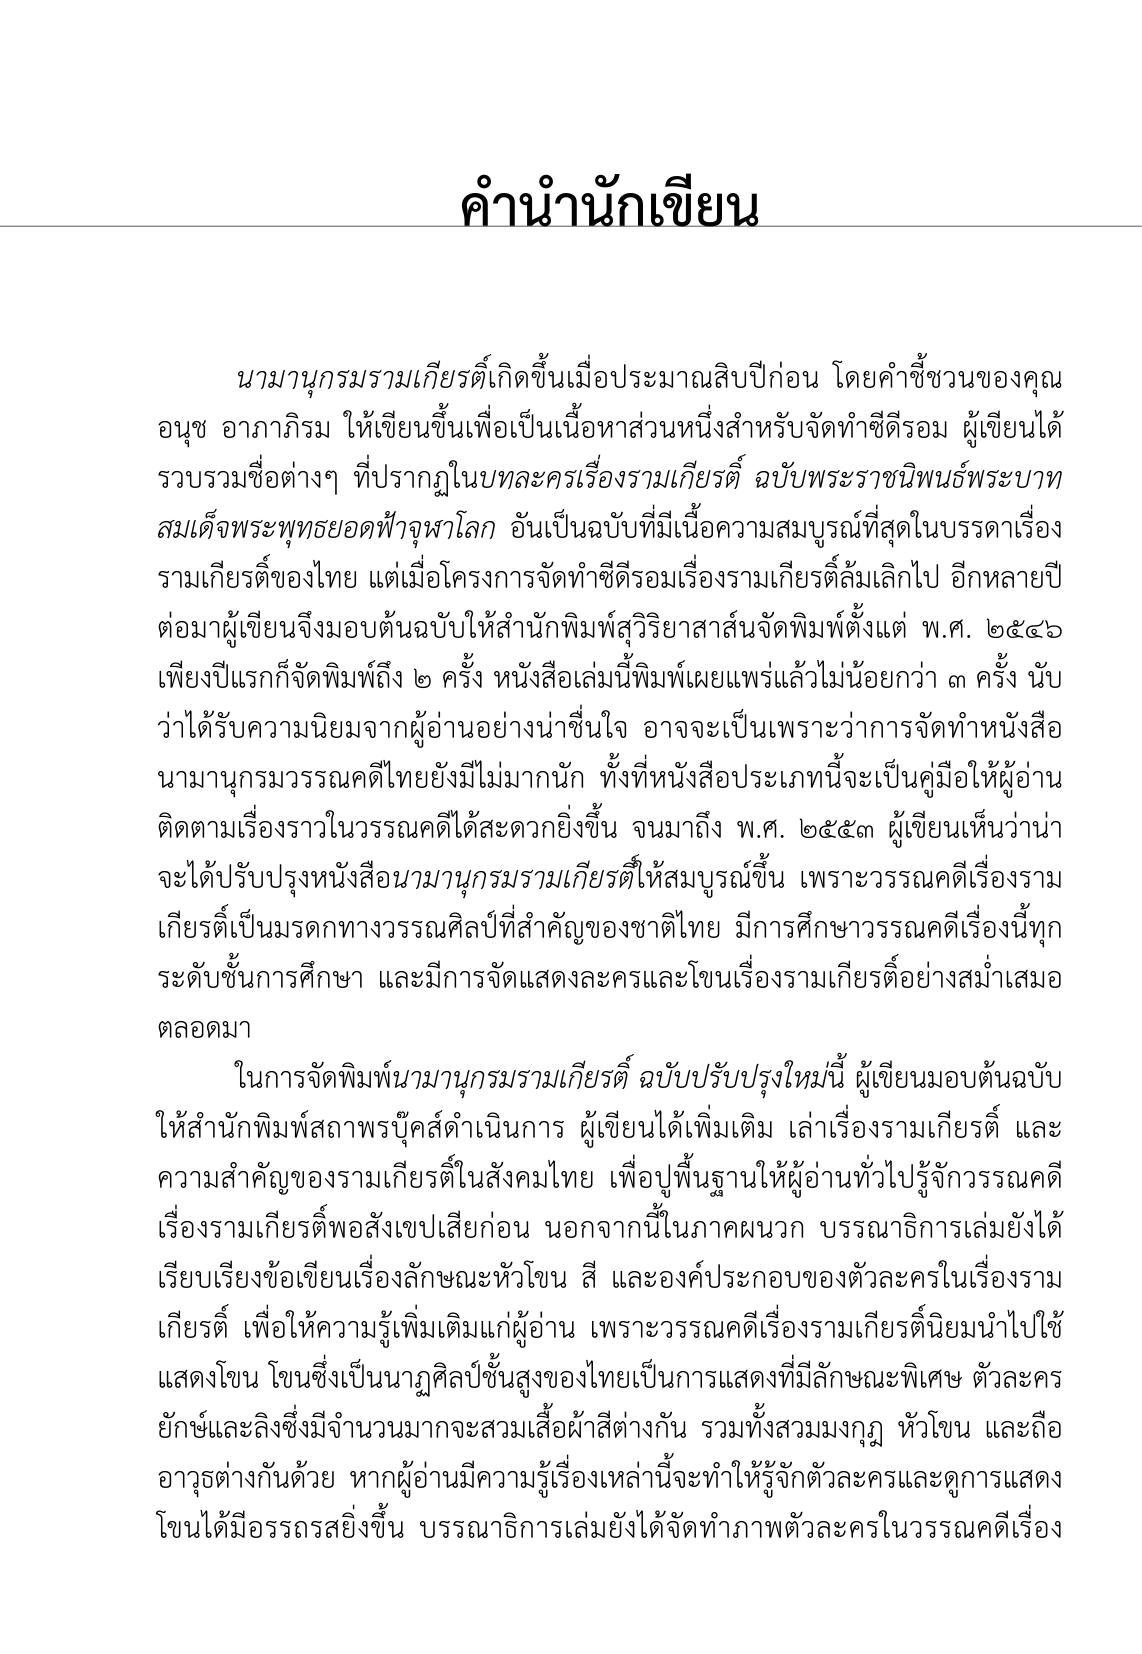 คำนำนักเขียน
นามานุกรมรามเกียรติ์เกิดขึ้นเมื่อประมาณสิบปีก่อน โดยคำชี้ชวนของคุณ
อนุช อาภาภิรม ให้เขียนขึ้นเพื่อเป็นเนื้อหาส่วนหนึ่งสำหรับจัดทำซีดีรอม ผู้เขียนได้
รวบรวมชื่อต่างๆ ที่ปรากฏในบทละครเรื่องรามเกียรติ์ ฉบับพระราชนิพนธ์พระบาท
สมเด็จพระพุทธยอดฟ้าจุฬาโลก อันเป็นฉบับที่มีเนื้อความสมบูรณ์ที่สุดในบรรดาเรื่อง
รามเกียรติ์ของไทย แต่เมื่อโครงการจัดทำซีดีรอมเรื่องรามเกียรติ์ล้มเลิกไป อีกหลายปี
ต่อมาผู้เขียนจึงมอบต้นฉบับให้สำนักพิมพ์สุวิริยาสาส์นจัดพิมพ์ตั้งแต่ พ.ศ. ๒๕๔๖
เพียงปีแรกก็จัดพิมพ์ถึง ๒ ครั้ง หนังสือเล่มนี้พิมพ์เผยแพร่แล้วไม่น้อยกว่า ๓ ครั้ง นับ
ว่าได้รับความนิยมจากผู้อ่านอย่างน่าชื่นใจ อาจจะเป็นเพราะว่าการจัดทำหนังสือ
นามานุกรมวรรณคดีไทยยังมีไม่มากนัก ทั้งที่หนังสือประเภทนี้จะเป็นคู่มือให้ผู้อ่าน
ติดตามเรื่องราวในวรรณคดีได้สะดวกยิ่งขึ้น จนมาถึง พ.ศ. ๒๕๕๓ ผู้เขียนเห็นว่าน่า
จะได้ปรับปรุงหนังสือนามานุกรมรามเกียรติ์ให้สมบูรณ์ขึ้น เพราะวรรณคดีเรื่องราม
เกียรติ์เป็นมรดกทางวรรณศิลป์ที่สำคัญของชาติไทย มีการศึกษาวรรณคดีเรื่องนี้ทุก
ระดับชั้นการศึกษา และมีการจัดแสดงละครและโขนเรื่องรามเกียรติ์อย่างสม่ำเสมอ
ตลอดมา
ในการจัดพิมพ์นามานุกรมรามเกียรติ์ ฉบับปรับปรุงใหม่นี้ ผู้เขียนมอบต้นฉบับ
ให้สำนักพิมพ์สถาพรบุ๊คส์ดำเนินการ ผู้เขียนได้เพิ่มเติม เล่าเรื่องรามเกียรติ์ และ
ความสำคัญของรามเกียรติ์ในสังคมไทย เพื่อปูพื้นฐานให้ผู้อ่านทั่วไปรู้จักวรรณคดี
เรื่องรามเกียรติ์พอสังเขปเสียก่อน นอกจากนี้ในภาคผนวก บรรณาธิการเล่มยังได้
เรียบเรียงข้อเขียนเรื่องลักษณะหัวโขน สี และองค์ประกอบของตัวละครในเรื่องราม
เกียรติ์ เพื่อให้ความรู้เพิ่มเติมแก่ผู้อ่าน เพราะวรรณคดีเรื่องรามเกียรติ์นิยมนำไปใช้
แสดงโขน โขนซึ่งเป็นนาฏศิลป์ชั้นสูงของไทยเป็นการแสดงที่มีลักษณะพิเศษ ตัวละคร
ยักษ์และลิงซึ่งมีจำนวนมากจะสวมเสื้อผ้าสีต่างกัน รวมทั้งสวมมงกุฎ หัวโขน และถือ
อาวุธต่างกันด้วย หากผู้อ่านมีความรู้เรื่องเหล่านี้จะทำให้รู้จักตัวละครและดูการแสดง
โขนได้มีอรรถรสยิ่งขึ้น บรรณาธิการเล่มยังได้จัดทำภาพตัวละครในวรรณคดีเรื่อง